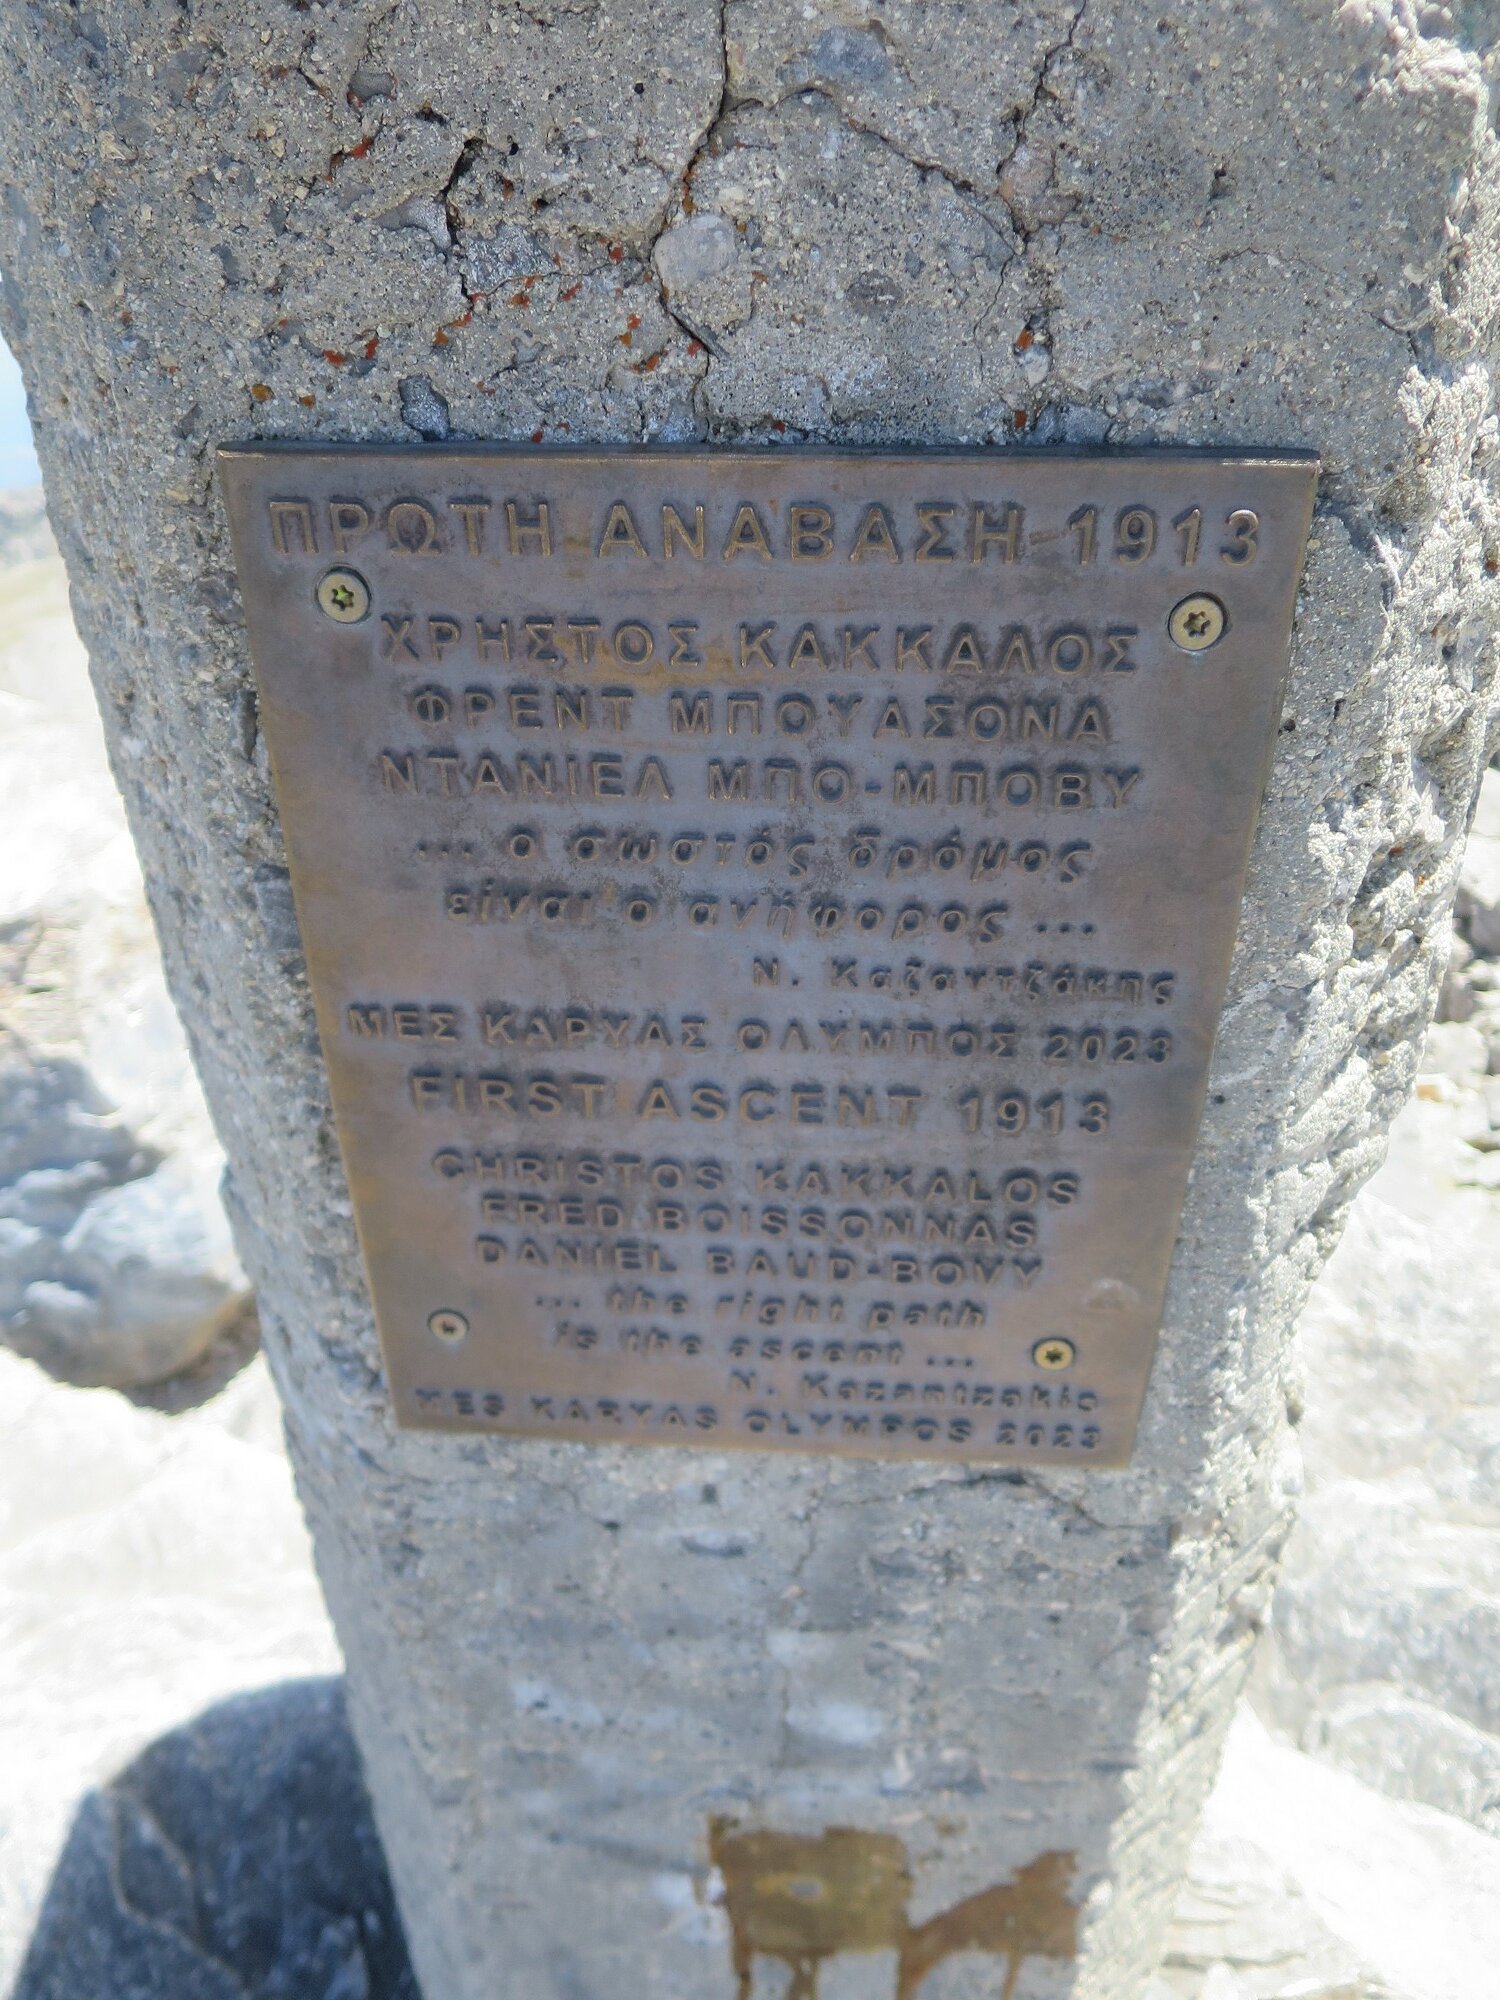 ΠΡΩΤΗ ΑΝΑΒΑΣΗ 1913
ΧΡΗΣΤΟΣ ΚΑΚΚΑΛΟΣ
ΦΡΕΝΤ ΜΠΟΥΑΣΟΝΑ
ΝΤΑΝΙΕΛ ΜΠΟ-ΜΠΟΒΥ
... ο σωστός δρόμος
είναι ο ανήφορος ...
Ν. Καζαντζάκης
ΜΕΣ ΚΑΡΥΑΣ ΟΛΥΜΠΟΣ 2023
FIRST ASCENT 1913
CHRISTOS KAKKALOS
FRED BOISSONNAS
DANIEL BAUD-BOVY
... the right path
is the ascent ...
N. Kazantzakis
MES KARYAS OLYMPOS 2023